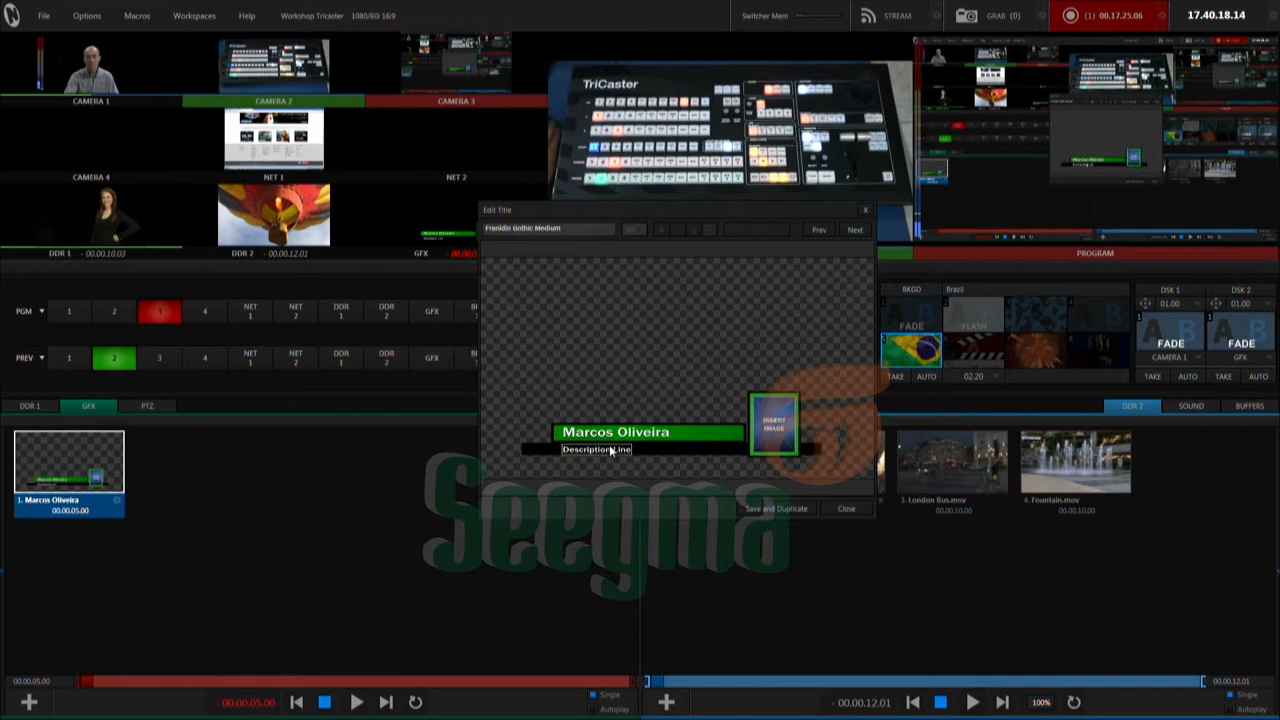 File Options Macros Workspaces Help Workshop Tricaster 1080/60i 16:9 Switcher Mem STREAM GRAB (0) (1) 00.17.25.06 17.40.18.14
CAMERA 1 CAMERA 2 CAMERA 3
TriCaster
CAMERA 4 NET 1 NET 2
DDR 1 -00.00.10.03 DDR 2 -00.00.12.01 GFX
PROGRAM
Edit Title X
Franklin Gothic Medium Prev Next
Marcos Oliveira
Description Line
INSERT IMAGE
Save and Duplicate Close
PGM 1 2 3 4 NET 1 NET 2 DDR 1 DDR 2 GFX
PREV 1 2 3 4 NET 1 NET 2 DDR 1 DDR 2 GFX
BKGD Brazil DSK 1 DSK 2
01.00 01.00
FADE FLASH FADE FADE
CAMERA 1 GFX
TAKE AUTO 02.20 TAKE AUTO TAKE AUTO
DDR 1 GFX PTZ DDR 2 SOUND BUFFERS
1. Marcos Oliveira
00.00.05.00
3. London Bus.mov 4. Fountain.mov
00.00.10.00 00.00.10.00
Seegma
00.00.05.00 00.00.12.01
-00.00.05.00 Single Autoplay
-00.00.12.01 100% Single Autoplay